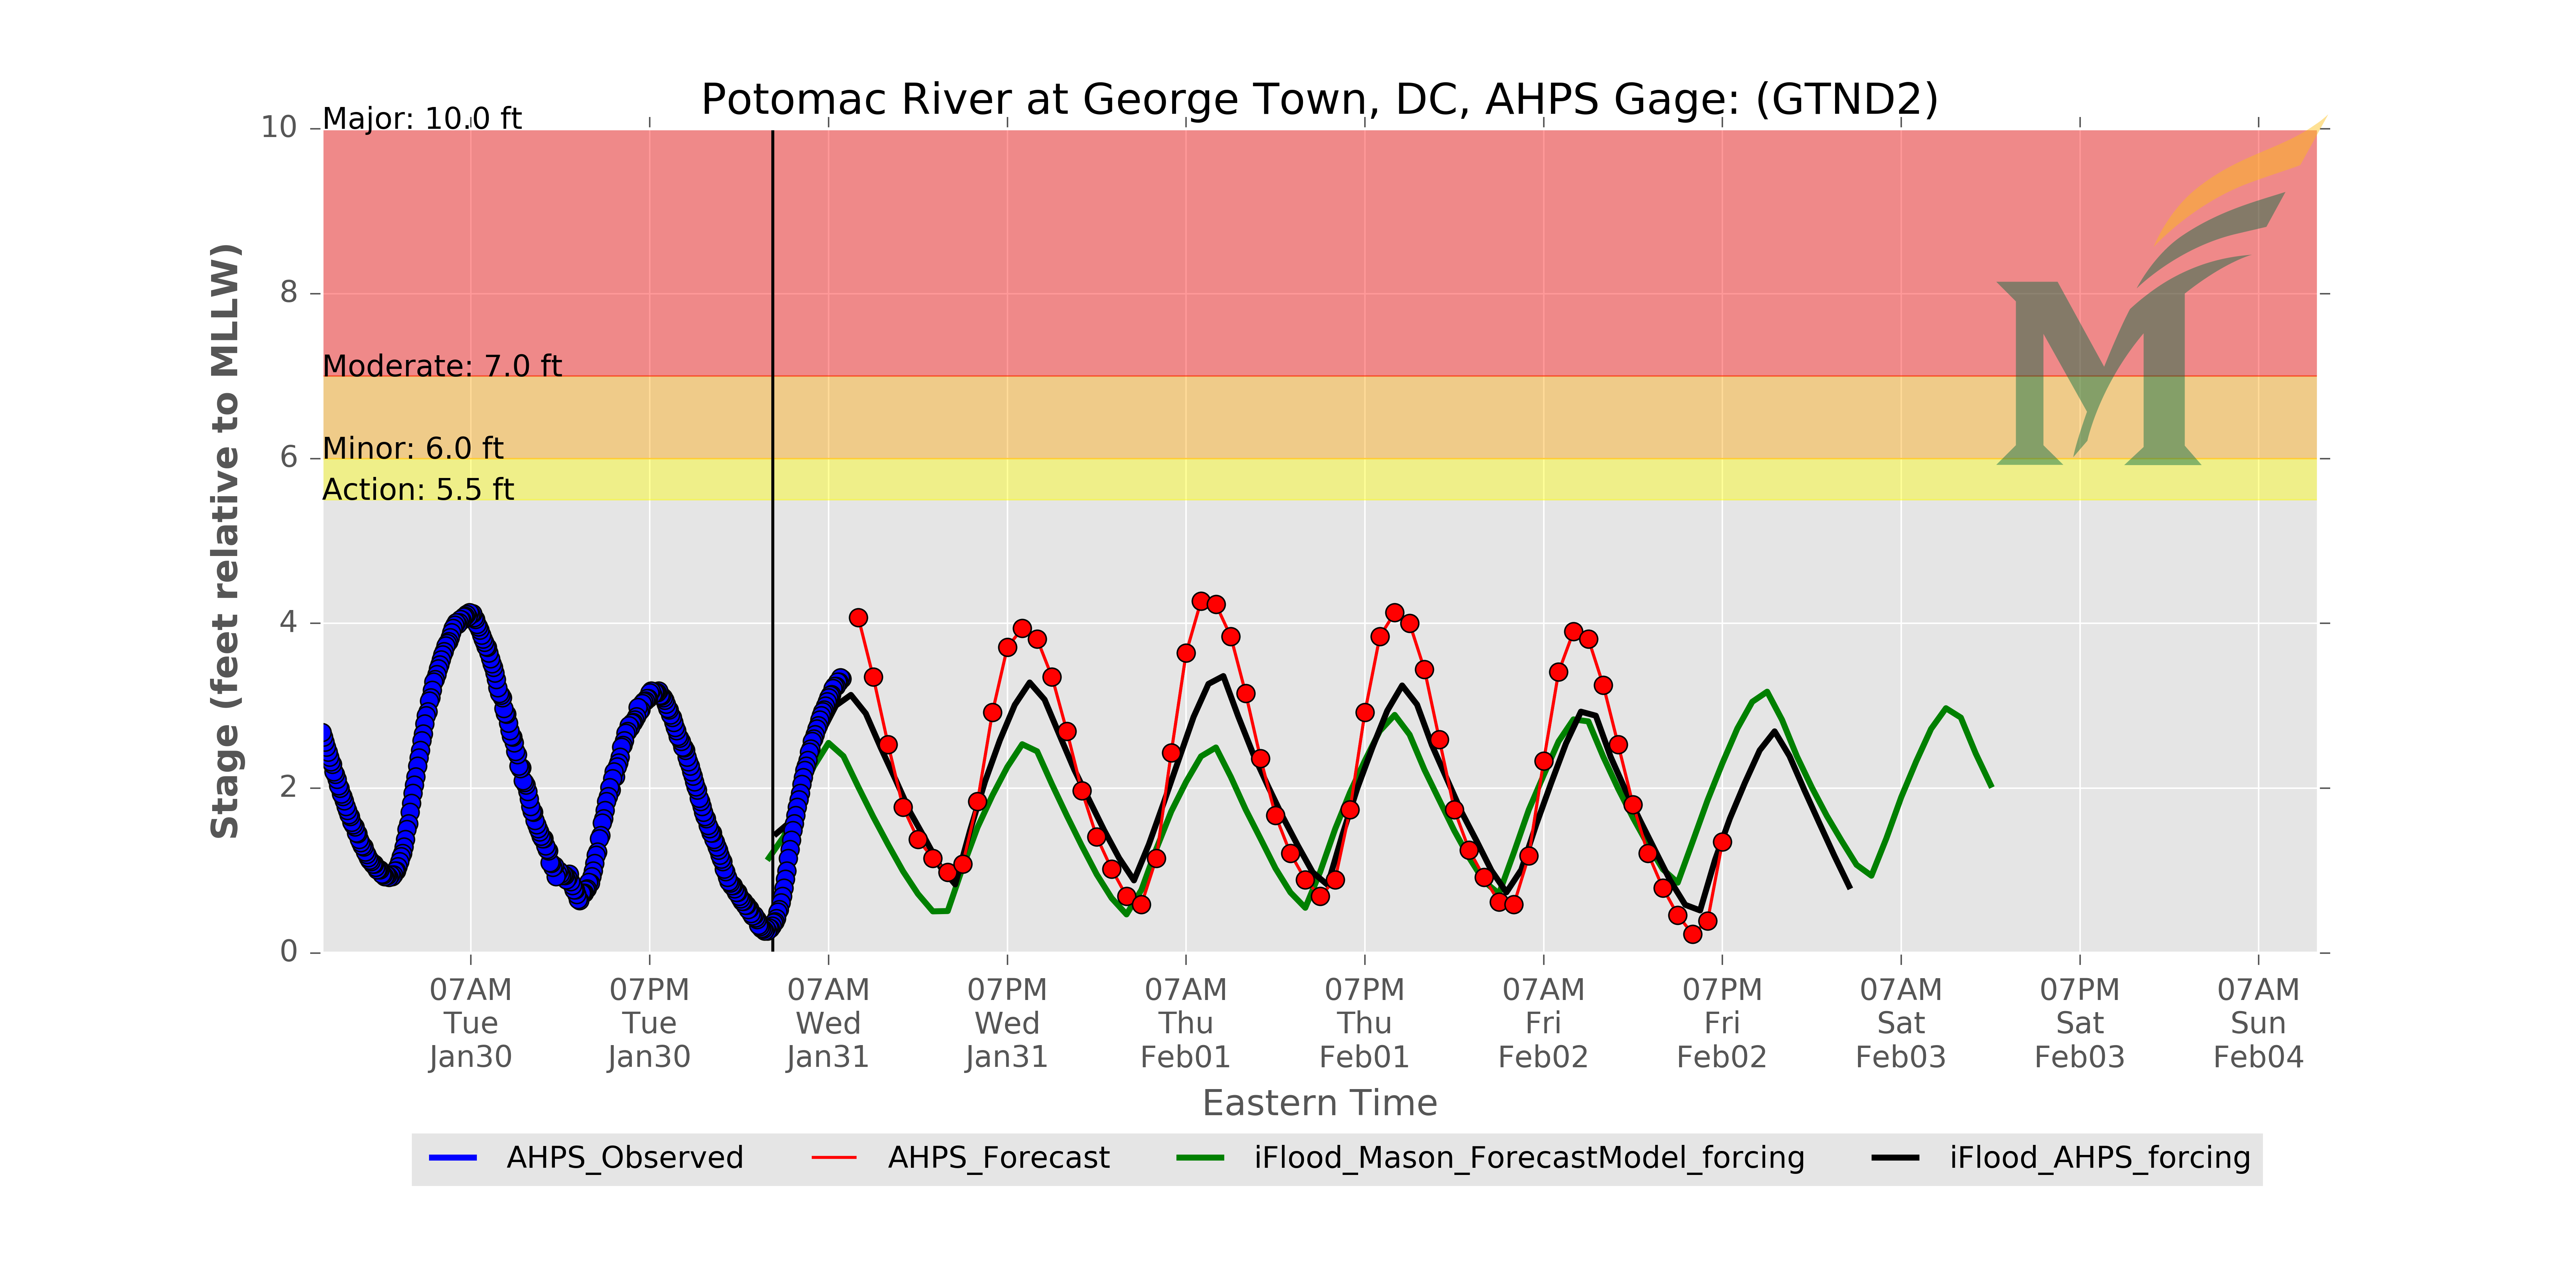 Potomac River at George Town, DC, AHPS Gage: (GTND2)
Major: 10.0 ft
Moderate: 7.0 ft
Minor: 6.0 ft
Action: 5.5 ft
Stage (feet relative to MLLW)
10
8
6
4
2
0
07AM 07PM 07AM 07PM 07AM 07PM 07AM 07PM 07AM 07PM 07AM
Tue Tue Wed Wed Thu Thu Fri Fri Sat Sat Sun
Jan30 Jan30 Jan31 Jan31 Feb01 Feb01 Feb02 Feb02 Feb03 Feb03 Feb04
Eastern Time
AHPS_Observed AHPS_Forecast iFlood_Mason_ForecastModel_forcing iFlood_AHPS_forcing
M